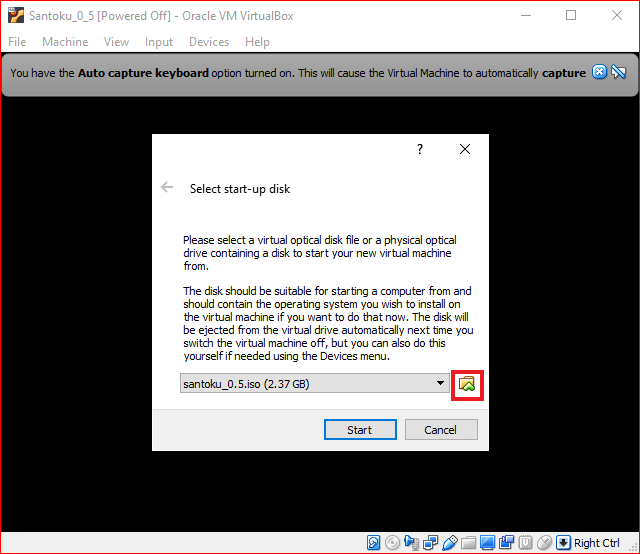 Santoku_0_5 [Powered Off] - Oracle VM VirtualBox
File Machine View Input Devices Help
You have the Auto capture keyboard option turned on. This will cause the Virtual Machine to automatically capture
?
Select start-up disk
Please select a virtual optical disk file or a physical optical
drive containing a disk to start your new virtual machine
from.
The disk should be suitable for starting a computer from and
should contain the operating system you wish to install on
the virtual machine if you want to do that now. The disk will
be ejected from the virtual drive automatically next time you
switch the virtual machine off, but you can also do this
yourself if needed using the Devices menu.
santoku_0.5.iso (2.37 GB)
Start Cancel
Right Ctrl